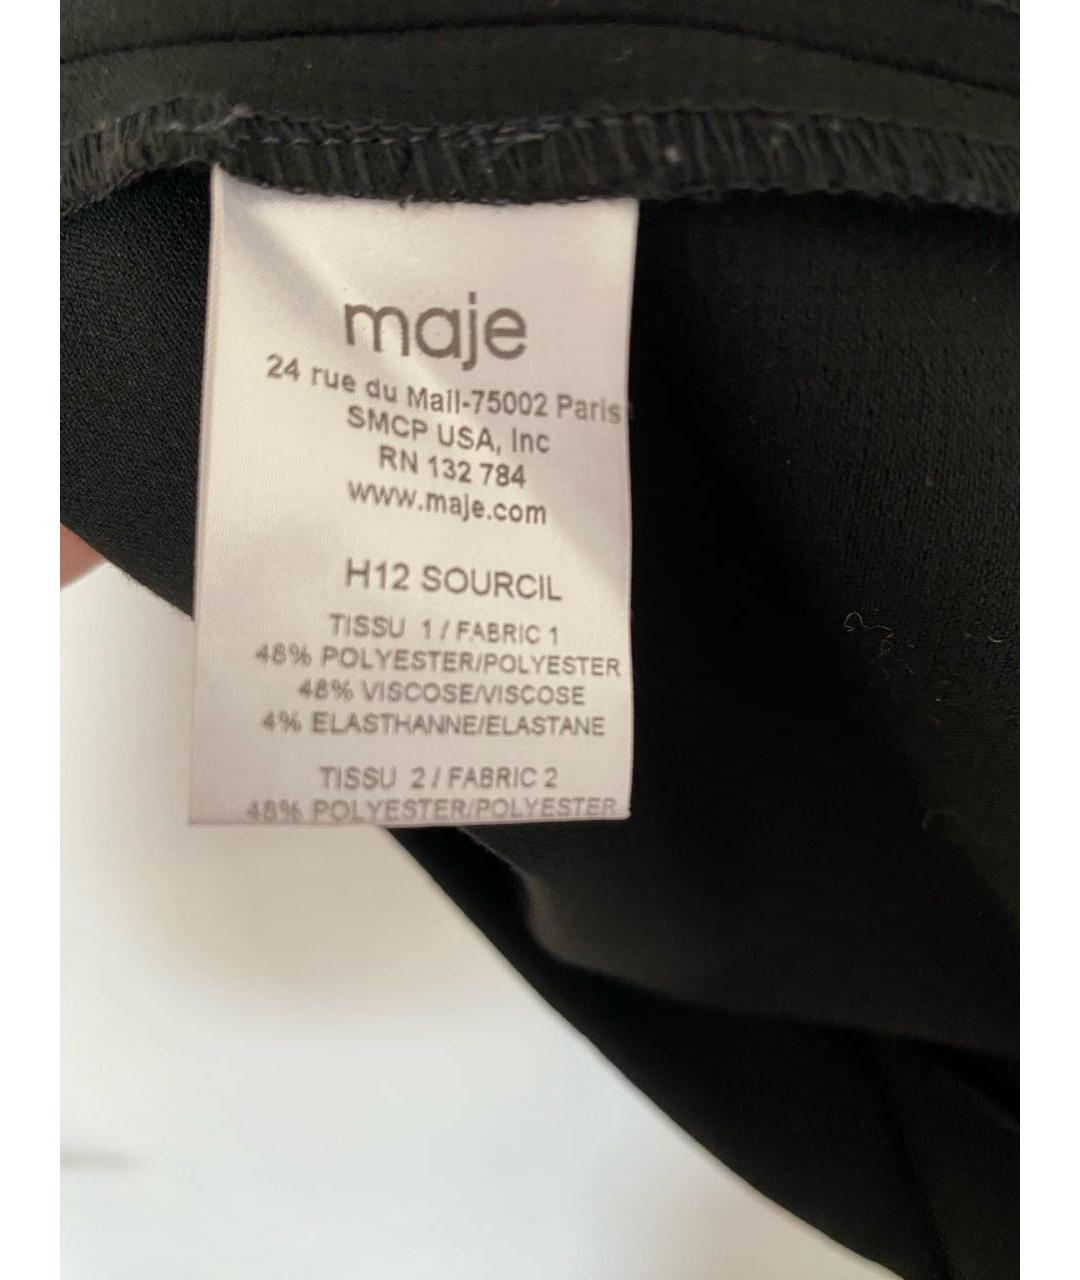 maje
24 rue du Mail-75002 Paris
SMCP USA, Inc
RN 132 784
www.maje.com
H12 SOURCIL
TISSU 1 / FABRIC 1
48% POLYESTER/POLYESTER
48% VISCOSE/VISCOSE
4% ELASTHANNE/ELASTANE
TISSU 2 / FABRIC 2
48% POLYESTER/POLYESTER